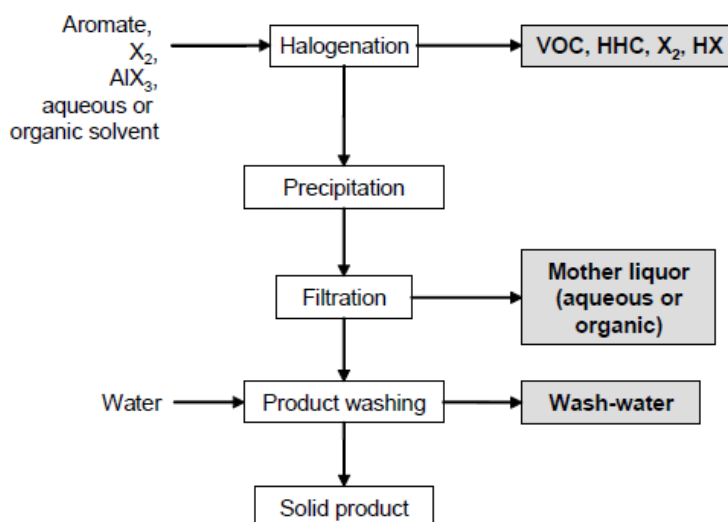 Aromate,
X₂,
AlX₃,
aqueous or
organic solvent
Halogenation
VOC, HHC, X₂, HX
Precipitation
Filtration
Mother liquor
(aqueous or
organic)
Water
Product washing
Wash-water
Solid product